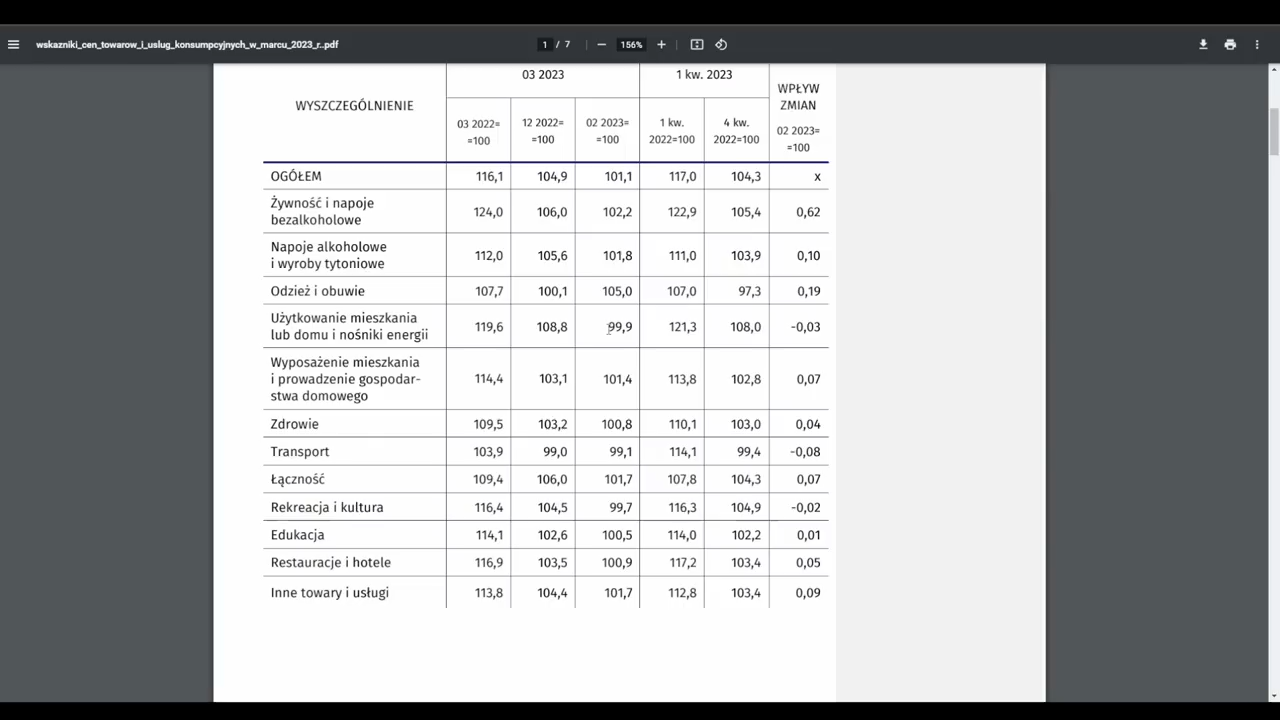 wskazniki_cen_towarow_i_uslug_konsumpcyjnych_w_marcu_2023_r..pdf
1 / 7
156%
WYSZCZEGÓLNIENIE
03 2023
1 kw. 2023
WPŁYW
ZMIAN
02 2023=
=100
03 2022=
=100
12 2022=
=100
02 2023=
=100
1 kw.
2022=100
4 kw.
2022=100
OGÓŁEM 116,1 104,9 101,1 117,0 104,3 x
Żywność i napoje
bezalkoholowe 124,0 106,0 102,2 122,9 105,4 0,62
Napoje alkoholowe
i wyroby tytoniowe 112,0 105,6 101,8 111,0 103,9 0,10
Odzież i obuwie 107,7 100,1 105,0 107,0 97,3 0,19
Użytkowanie mieszkania
lub domu i nośniki energii 119,6 108,8 99,9 121,3 108,0 -0,03
Wyposażenie mieszkania
i prowadzenie gospodar-
stwa domowego 114,4 103,1 101,4 113,8 102,8 0,07
Zdrowie 109,5 103,2 100,8 110,1 103,0 0,04
Transport 103,9 99,0 99,1 114,1 99,4 -0,08
Łączność 109,4 106,0 101,7 107,8 104,3 0,07
Rekreacja i kultura 116,4 104,5 99,7 116,3 104,9 -0,02
Edukacja 114,1 102,6 100,5 114,0 102,2 0,01
Restauracje i hotele 116,9 103,5 100,9 117,2 103,4 0,05
Inne towary i usługi 113,8 104,4 101,7 112,8 103,4 0,09